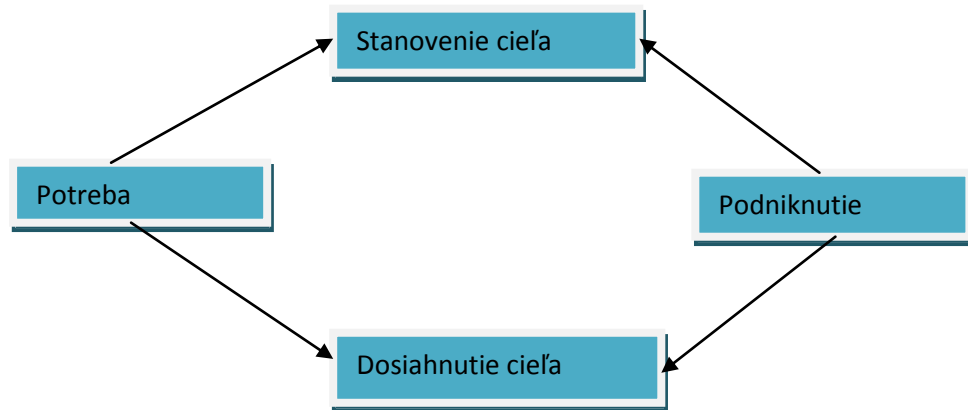 Stanovenie cieľa
Potreba
Podniknutie
Dosiahnutie cieľa